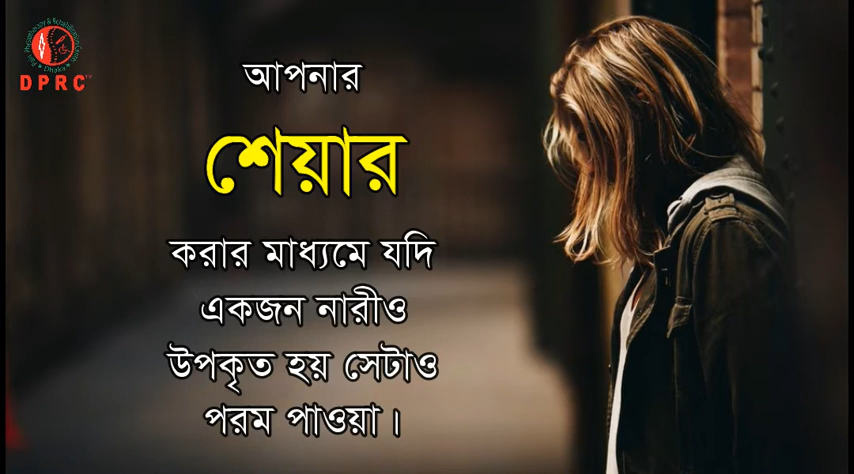 DPRC
আপনার
শেয়ার
করার মাধ্যমে যদি
একজন নারীও
উপকৃত হয় সেটাও
পরম পাওয়া।